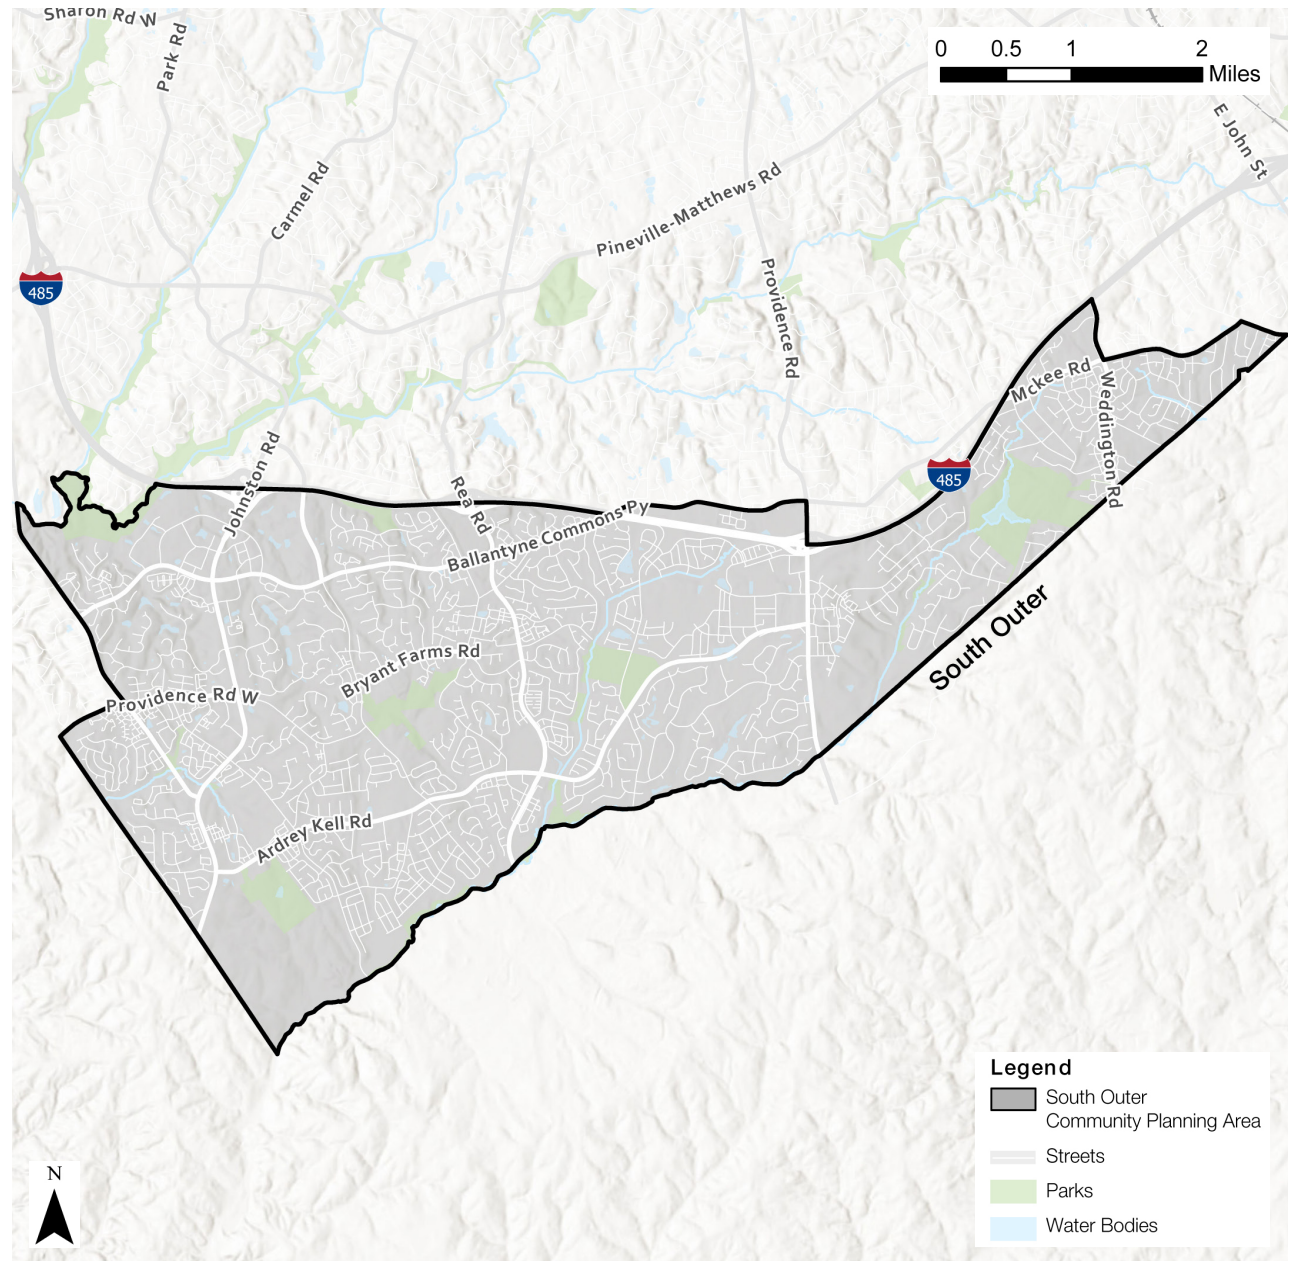 Sharon Rd W
Park Rd
0 0.5 1 2
Miles
E John St
Carmel Rd
Pineville-Matthews Rd
Providence Rd
485
Mckee Rd
Weddington Rd
Johnston Rd
Rea Rd
485
Ballantyne Commons Py
South Outer
Bryant Farms Rd
Providence Rd W
Ardrey Kell Rd
Legend
South Outer
Community Planning Area
Streets
Parks
Water Bodies
N